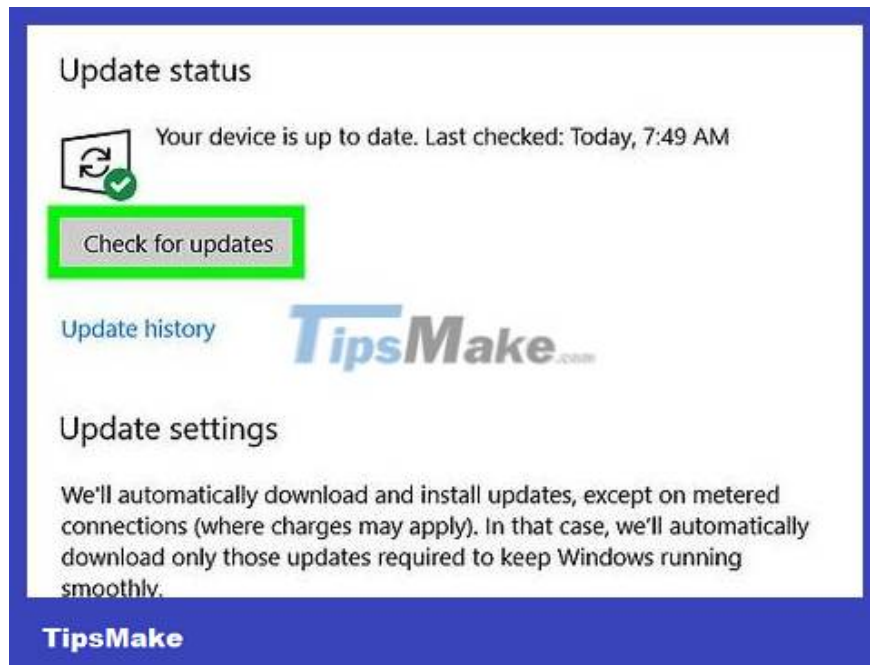 Update status
Your device is up to date. Last checked: Today, 7:49 AM
Check for updates
Update history
TipsMake.com
Update settings
We'll automatically download and install updates, except on metered
connections (where charges may apply). In that case, we'll automatically
download only those updates required to keep Windows running
smoothly.
TipsMake